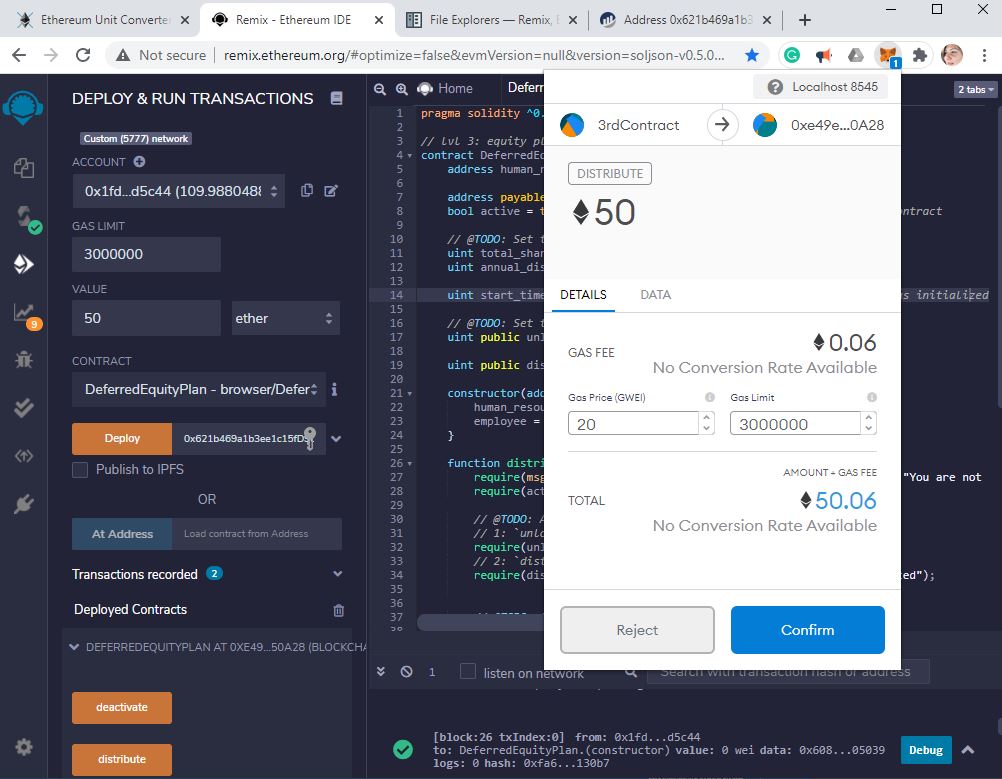 Ethereum Unit Converter
Remix - Ethereum IDE
File Explorers — Remix, E
Address 0x621b469a1b3
Not secure
remix.ethereum.org/#optimize=false&evmVersion=null&version=soljson-v0.5.0...
1
DEPLOY & RUN TRANSACTIONS
Custom (5777) network
ACCOUNT
0x1fd...d5c44 (109.9880488
GAS LIMIT
3000000
VALUE
50
ether
CONTRACT
DeferredEquityPlan - browser/Defer
i
Deploy
0x621b469a1b3ee1c15fD
Publish to IPFS
OR
At Address
Load contract from Address
Transactions recorded
2
Deployed Contracts
DEFERREDEQUITYPLAN AT 0XE49...50A28 (BLOCKCHA
deactivate
distribute
9
Home
Deferr
2 tabs
1 pragma solidity ^0.
2
3 // lvl 3: equity pl
4 contract DeferredEq
5 address human_r
6
7 address payable
8 bool active = t
ontract
9
10 // @TODO: Set t
11 uint total_shar
12 uint annual_dis
13
14 uint start_time
s initialized
15
16 // @TODO: Set t
17 uint public unl
18
19 uint public dis
20
21 constructor(add
22 human_resou
23 employee =
24 }
25
26 function distri
27 require(msg
"You are not
28 require(act
29
30 // @TODO: A
31 // 1: `unlo
32 require(unl
33 // 2: `dist
34 require(dis
ted");
35
36
37
38
Localhost 8545
3rdContract
0xe49e...0A28
DISTRIBUTE
50
DETAILS
DATA
GAS FEE
0.06
No Conversion Rate Available
Gas Price (GWEI)
Gas Limit
20
3000000
AMOUNT + GAS FEE
TOTAL
50.06
No Conversion Rate Available
Reject
Confirm
1
listen on network
Search with transaction hash or address
[block:26 txIndex:0] from: 0x1fd...d5c44
to: DeferredEquityPlan.(constructor) value: 0 wei data: 0x608...05039
logs: 0 hash: 0xfa6...130b7
Debug